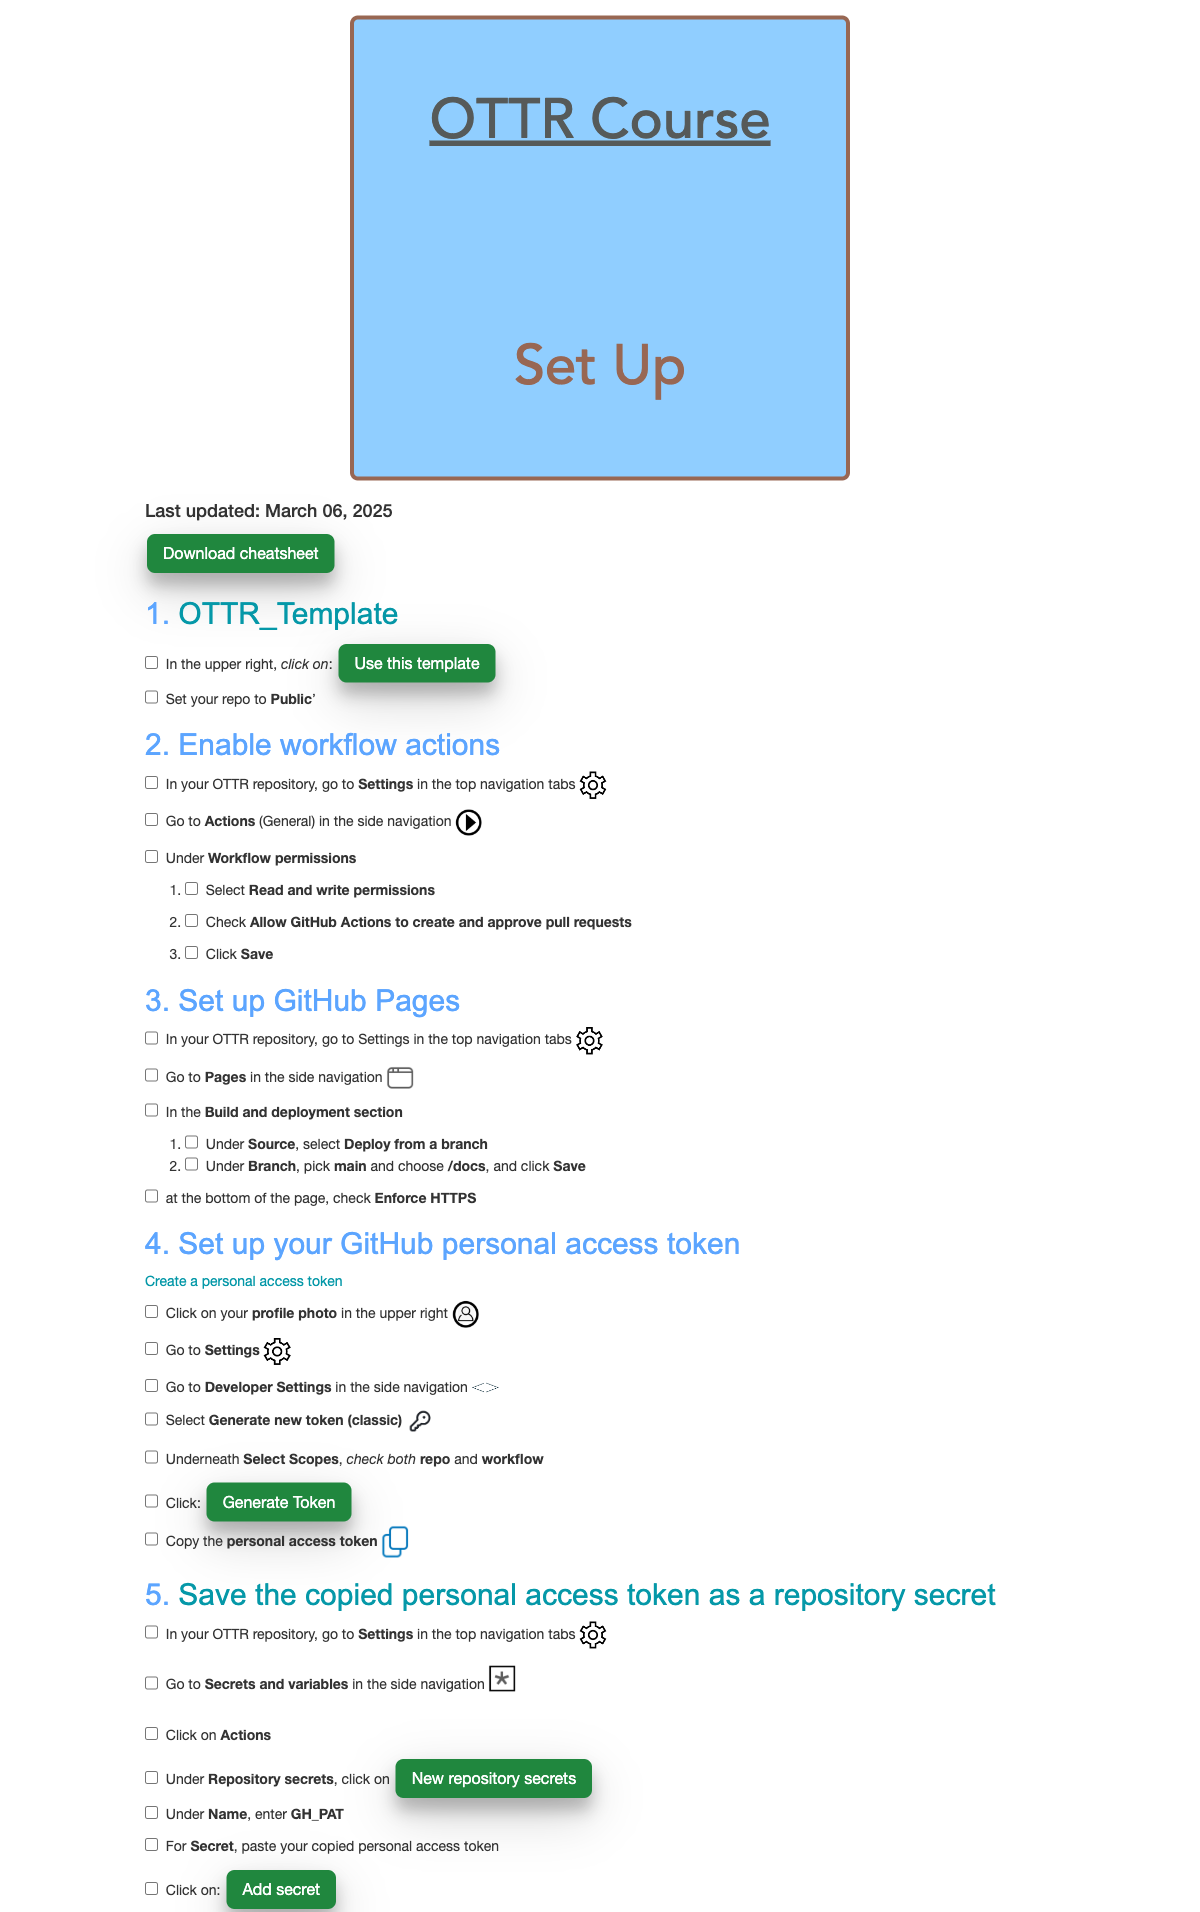 OTTR Course
Set Up
Last updated: March 06, 2025
Download cheatsheet
1. OTTR_Template
In the upper right, click on: Use this template
Set your repo to Public’
2. Enable workflow actions
In your OTTR repository, go to Settings in the top navigation tabs
Go to Actions (General) in the side navigation
Under Workflow permissions
1. Select Read and write permissions
2. Check Allow GitHub Actions to create and approve pull requests
3. Click Save
3. Set up GitHub Pages
In your OTTR repository, go to Settings in the top navigation tabs
Go to Pages in the side navigation
In the Build and deployment section
1. Under Source, select Deploy from a branch
2. Under Branch, pick main and choose /docs, and click Save
at the bottom of the page, check Enforce HTTPS
4. Set up your GitHub personal access token
Create a personal access token
Click on your profile photo in the upper right
Go to Settings
Go to Developer Settings in the side navigation <>
Select Generate new token (classic)
Underneath Select Scopes, check both repo and workflow
Click: Generate Token
Copy the personal access token
5. Save the copied personal access token as a repository secret
In your OTTR repository, go to Settings in the top navigation tabs
Go to Secrets and variables in the side navigation
Click on Actions
Under Repository secrets, click on New repository secrets
Under Name, enter GH_PAT
For Secret, paste your copied personal access token
Click on: Add secret